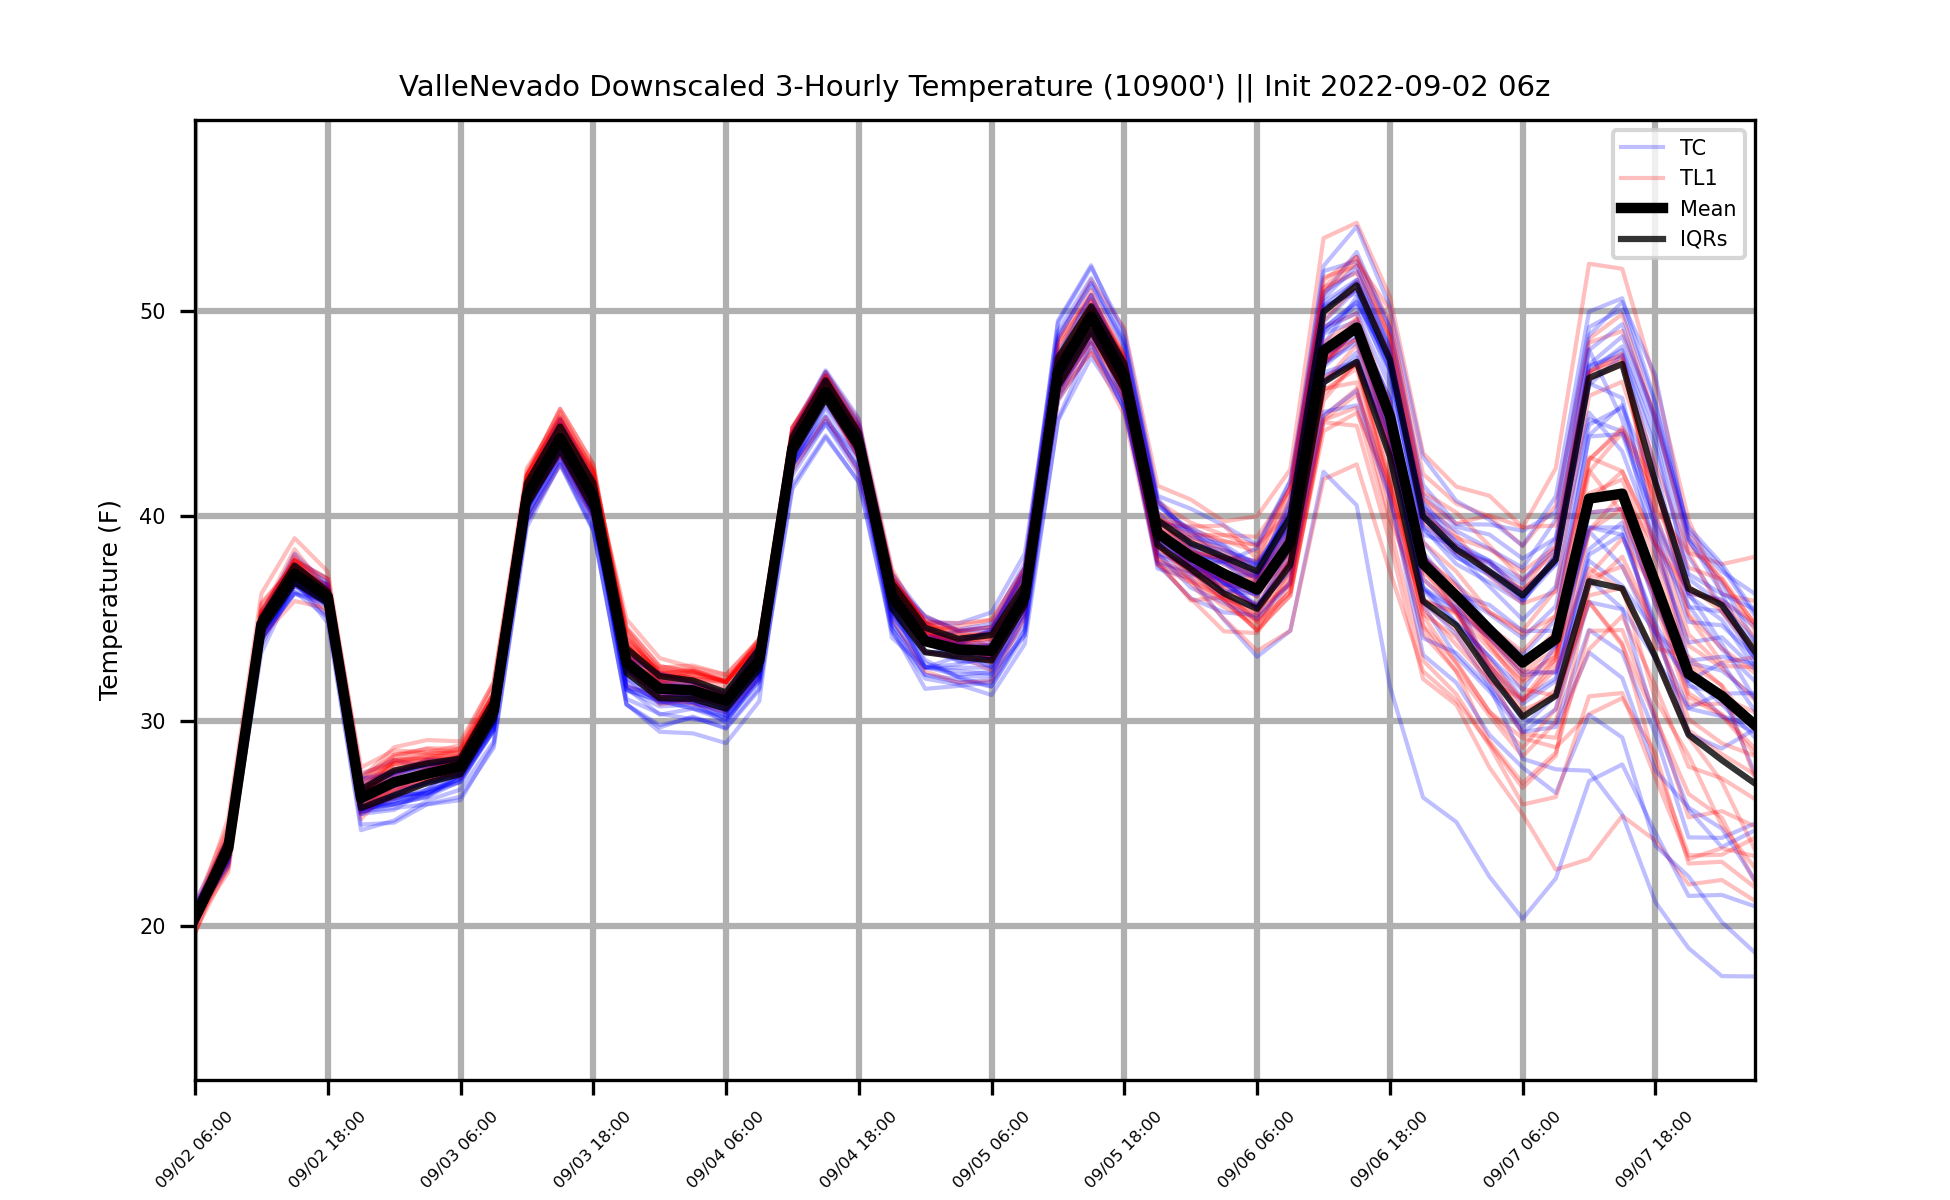 ValleNevado Downscaled 3-Hourly Temperature (10900') || Init 2022-09-02 06z
TC
TL1
Mean
IQRs
Temperature (F)
50
40
30
20
09/02 06:00
09/02 18:00
09/03 06:00
09/03 18:00
09/04 06:00
09/04 18:00
09/05 06:00
09/05 18:00
09/06 06:00
09/06 18:00
09/07 06:00
09/07 18:00